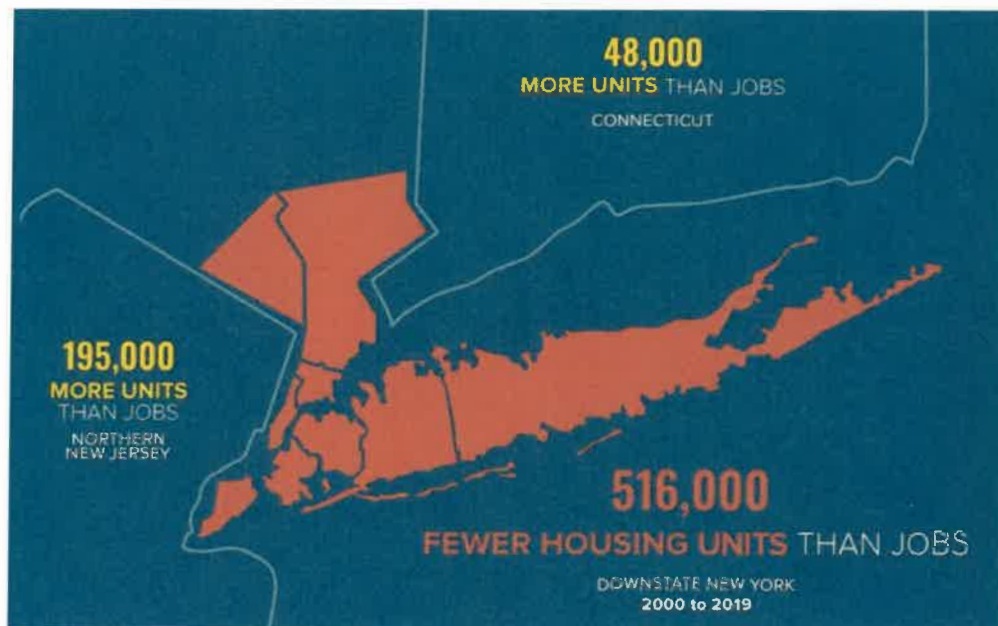 48,000
MORE UNITS THAN JOBS
CONNECTICUT
195,000
MORE UNITS
THAN JOBS
NORTHERN
NEW JERSEY
516,000
FEWER HOUSING UNITS THAN JOBS
DOWNSTATE NEW YORK
2000 to 2019